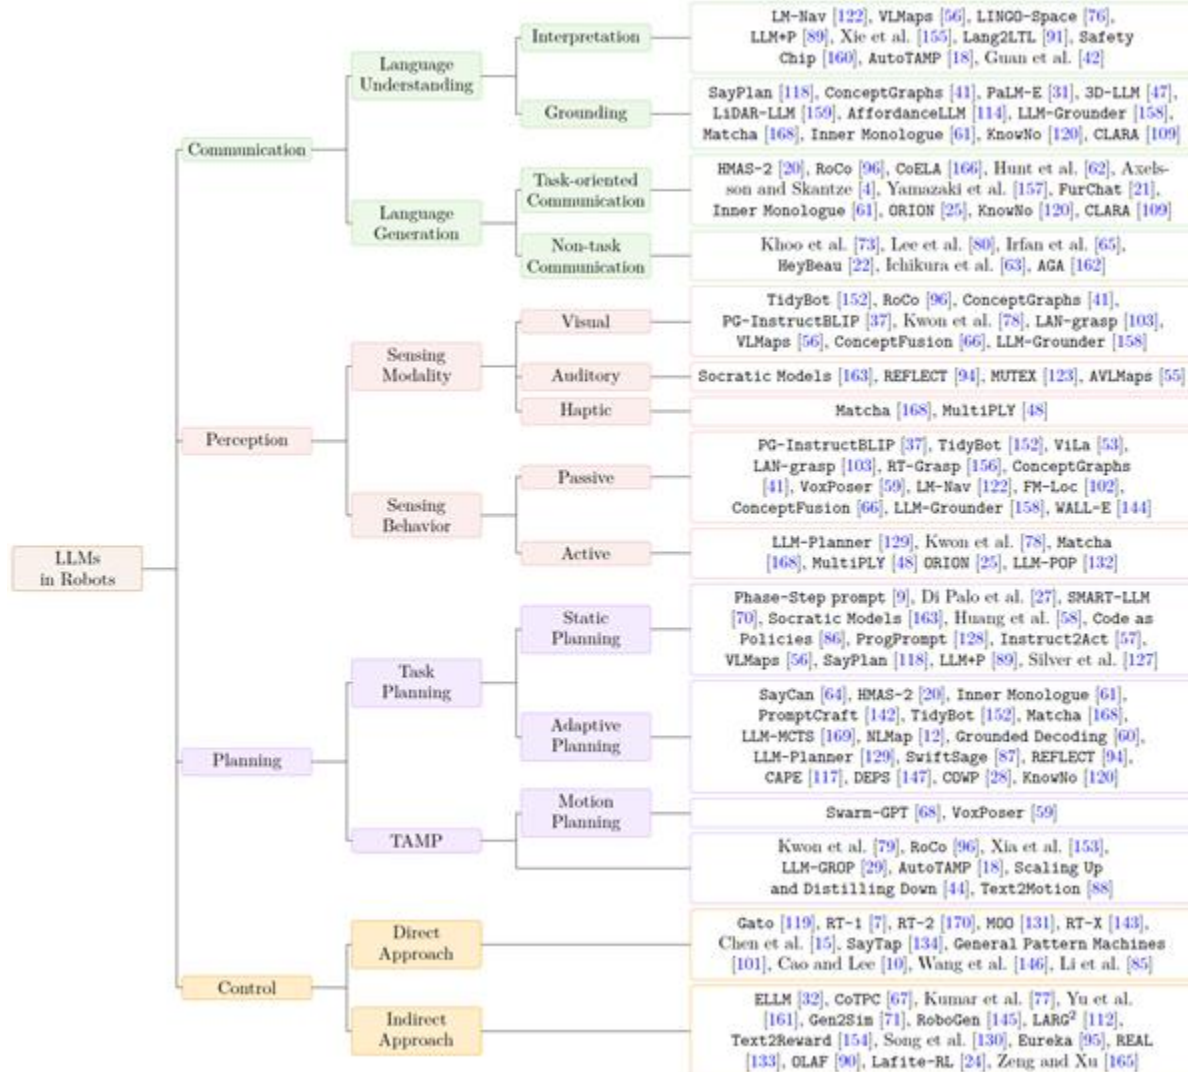 LM-Nav [122], VLMaps [56], LINGO-Space [76],
LLM+P [89], Xie et al. [155], Lang2LTL [91], Safety
Chip [160], AutoTAMP [18], Guan et al. [42]
Interpretation
Language
Understanding
SayPlan [118], ConceptGraphs [41], PaLM-E [31], 3D-LLM [47],
LiDAR-LLM [159], AffordanceLLM [114], LLM-Grounder [158],
Matcha [168], Inner Monologue [61], KnowNo [120], CLARA [109]
Grounding
Communication
HMAS-2 [20], RoCo [96], CoELA [166], Hunt et al. [62], Axels-
son and Skantze [4], Yamazaki et al. [157], FurChat [21],
Inner Monologue [61], ORION [25], KnowNo [120], CLARA [109]
Task-oriented
Communication
Language
Generation
Non-task
Communication
Khoo et al. [73], Lee et al. [80], Irfan et al. [65],
HeyBeau [22], Ichikura et al. [63], AGA [162]
TidyBot [152], RoCo [96], ConceptGraphs [41],
PG-InstructBLIP [37], Kwon et al. [78], LAN-grasp [103],
VLMaps [56], ConceptFusion [66], LLM-Grounder [158]
Visual
Sensing
Modality
Auditory
Socratic Models [163], REFLECT [94], MUTEX [123], AVLMaps [55]
Haptic
Matcha [168], MultiPLY [48]
Perception
PG-InstructBLIP [37], TidyBot [152], ViLa [53],
LAN-grasp [103], RT-Grasp [156], ConceptGraphs
[41], VoxPoser [59], LM-Nav [122], FM-Loc [102],
ConceptFusion [66], LLM-Grounder [158], WALL-E [144]
Passive
Sensing
Behavior
Active
LLM-Planner [129], Kwon et al. [78], Matcha
[168], MultiPLY [48] ORION [25], LLM-POP [132]
LLMs
in Robots
Phase-Step prompt [9], Di Palo et al. [27], SMART-LLM
[70], Socratic Models [163], Huang et al. [58], Code as
Policies [86], ProgPrompt [128], Instruct2Act [57],
VLMaps [56], SayPlan [118], LLM+P [89], Silver et al. [127]
Static
Planning
Task
Planning
SayCan [64], HMAS-2 [20], Inner Monologue [61],
PromptCraft [142], TidyBot [152], Matcha [168],
LLM-MCTS [169], NLMap [12], Grounded Decoding [60],
LLM-Planner [129], SwiftSage [87], REFLECT [94],
CAPE [117], DEPS [147], COWP [28], KnowNo [120]
Adaptive
Planning
Planning
Motion
Planning
Swarm-GPT [68], VoxPoser [59]
TAMP
Kwon et al. [79], RoCo [96], Xia et al. [153],
LLM-GROP [29], AutoTAMP [18], Scaling Up
and Distilling Down [44], Text2Motion [88]
Direct
Approach
Gato [119], RT-1 [7], RT-2 [170], MOO [131], RT-X [143],
Chen et al. [15], SayTap [134], General Pattern Machines
[101], Cao and Lee [10], Wang et al. [146], Li et al. [85]
Control
Indirect
Approach
ELLM [32], CoTPC [67], Kumar et al. [77], Yu et al.
[161], Gen2Sim [71], RoboGen [145], LARG² [112],
Text2Reward [154], Song et al. [130], Eureka [95], REAL
[133], OLAF [90], Lafite-RL [24], Zeng and Xu [165]